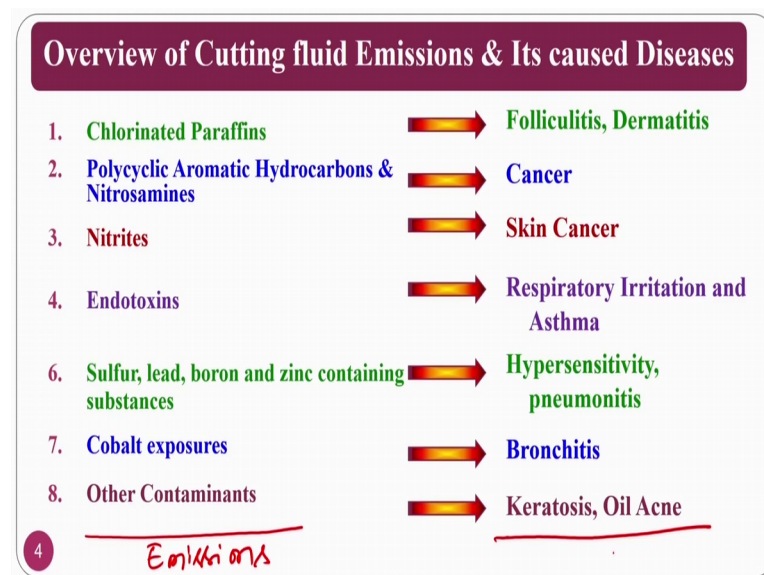 Overview of Cutting fluid Emissions & Its caused Diseases
1. Chlorinated Paraffins
Folliculitis, Dermatitis
2. Polycyclic Aromatic Hydrocarbons &
Nitrosamines
Cancer
3. Nitrites
Skin Cancer
4. Endotoxins
Respiratory Irritation and
Asthma
6. Sulfur, lead, boron and zinc containing
substances
Hypersensitivity,
pneumonitis
7. Cobalt exposures
Bronchitis
8. Other Contaminants
Keratosis, Oil Acne
4
Emissions